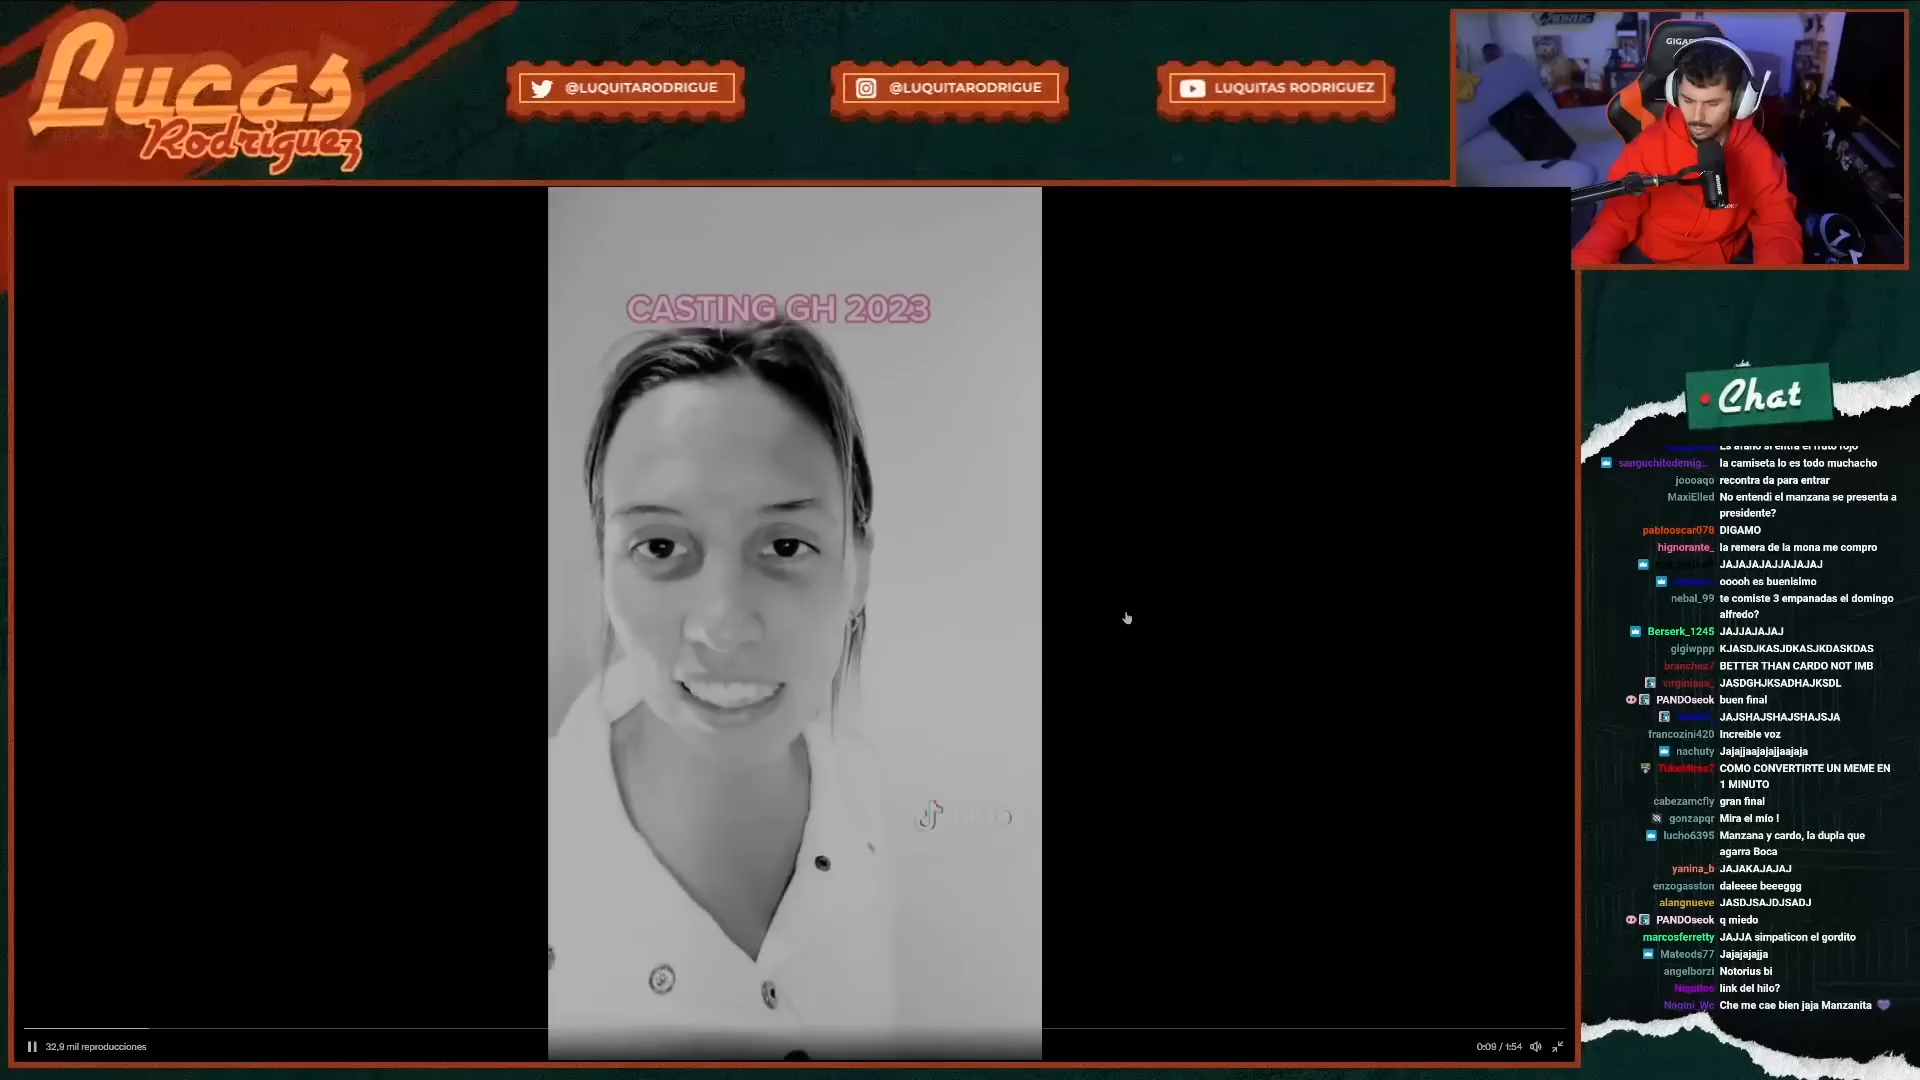 Lucas
Rodriguez
@LUQUITARODRIGUE
@LUQUITARODRIGUE
LUQUITAS RODRIGUEZ
CASTING GH 2023
Chat
sanguchitodemig... la camiseta lo es todo muchacho
joooaqo recontra da para entrar
MaxiElled No entendi el manzana se presenta a
presidente?
pablooscar078 DIGAMO
hignorante_ la remera de la mona me compro
JAJAJAJAJJAJAJAJ
ooooh es buenisimo
nebal_99 te comiste 3 empanadas el domingo
alfredo?
Berserk_1245 JAJJAJAJAJ
gigiwppp KJASDJKASJDKASJKDASKDAS
branchez7 BETTER THAN CARDO NOT IMB
virginiaaa_ JASDGHJKSADHAJKSDL
PANDOseok buen final
JAJSHAJSHAJSHAJSJA
francozini420 Increíble voz
nachuty Jajajjaajajajjaajaja
TukeMiras7 COMO CONVERTIRTE UN MEME EN
1 MINUTO
cabezamcfly gran final
gonzapqr Mira el mío !
lucho6395 Manzana y cardo, la dupla que
agarra Boca
yanina_b JAJAKAJAJAJ
enzogasston daleeee beeeggg
alangnueve JASDJSAJDJSADJ
PANDOseok q miedo
marcosferretty JAJJA simpaticon el gordito
Mateods77 Jajajajajja
angelborzi Notorius bi
link del hilo?
Nagini_Wc Che me cae bien jaja Manzanita
32,9 mil reproducciones
0:09 / 1:54